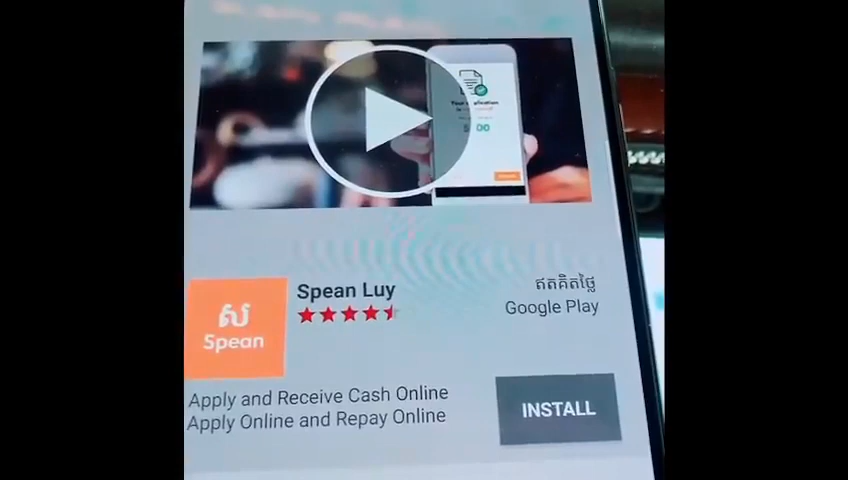 Spean Luy
ឥតគិតថ្លៃ
Google Play
ស
Spean
Apply and Receive Cash Online
Apply Online and Repay Online
INSTALL